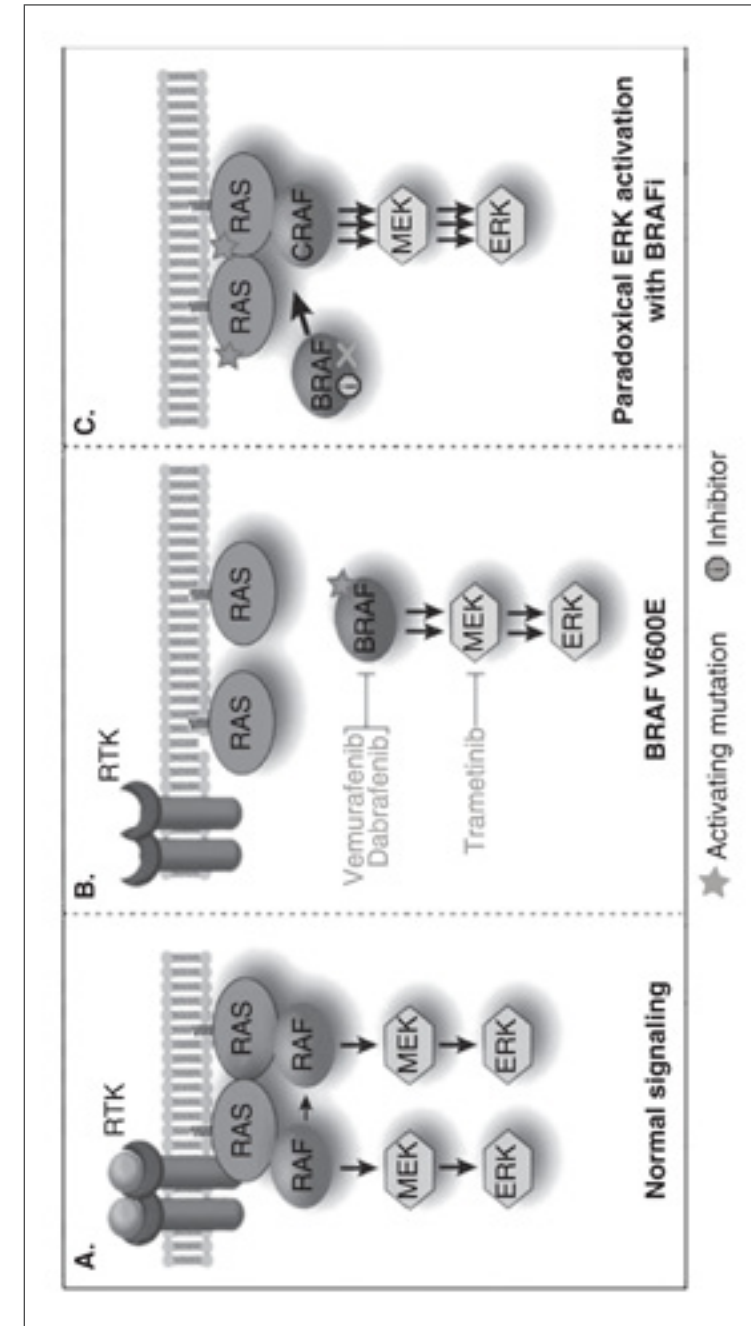 A.
RTK
RAS
RAS
RAF
RAF
MEK
MEK
ERK
ERK
Normal signaling
B.
RTK
RAS
RAS
Vemurafenib
Dabrafenib
BRAF
Trametinib
MEK
ERK
BRAF V600E
C.
RAS
RAS
BRAF
i
CRAF
MEK
ERK
Paradoxical ERK activation
with BRAFi
Activating mutation
i Inhibitor